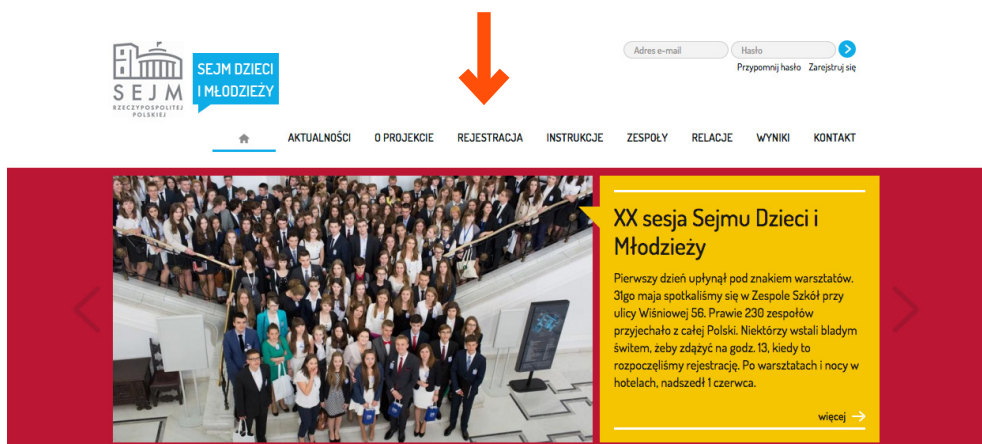 SEJM
RZECZYPOSPOLITEJ
POLSKIEJ
SEJM DZIECI
I MŁODZIEŻY
Adres e-mail
Hasło
Przypomnij hasło
Zarejstruj się
AKTUALNOŚCI
O PROJEKCIE
REJESTRACJA
INSTRUKCJE
ZESPOŁY
RELACJE
WYNIKI
KONTAKT
XX sesja Sejmu Dzieci i
Młodzieży
Pierwszy dzień upłynął pod znakiem warsztatów.
31go maja spotkaliśmy się w Zespole Szkół przy
ulicy Wiśniowej 56. Prawie 230 zespołów
przyjechało z całej Polski. Niektórzy wstali bladym
świtem, żeby zdążyć na godz. 13, kiedy to
rozpoczęliśmy rejestrację. Po warsztatach i nocy w
hotelach, nadszedł 1 czerwca.
więcej